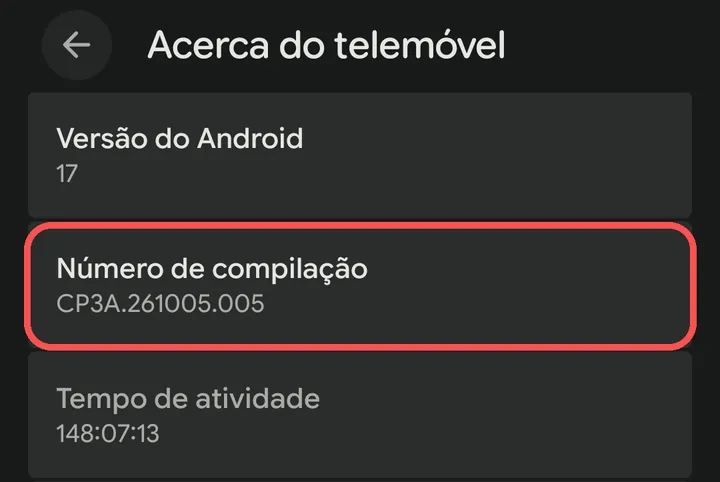 Acerca do telemóvel
Versão do Android
17
Número de compilação
CP3A.261005.005
Tempo de atividade
148:07:13